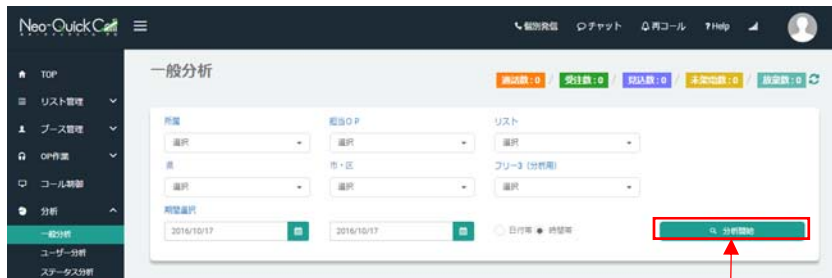 Neo-Quick Call
個別発信 チャット 再コール ?Help
TOP
リスト管理
ブース管理
OP作業
コール制御
分析
一般分析
ユーザー分析
ステータス分析
一般分析
通話数:0 / 受注数:0 / 見込数:0 / 未架電数:0 / 放棄数:0
所属 担当OP リスト
選択 選択 選択
県 市・区 フリー3 (分析用)
選択 選択 選択
期間選択
2016/10/17 2016/10/17 日付軸 時間帯 分析開始